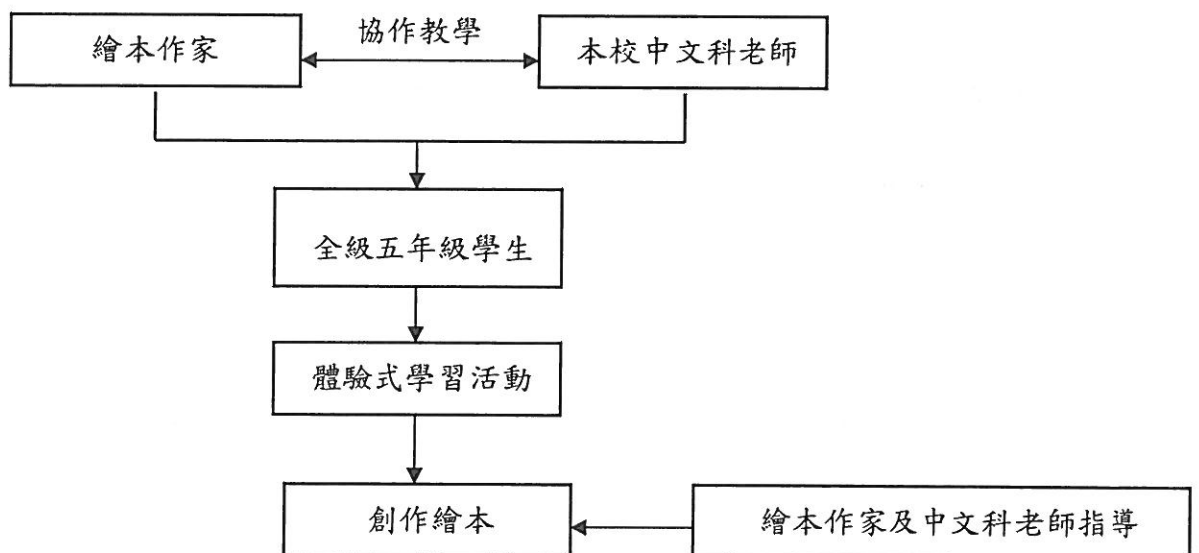 繪本作家
協作教學
本校中文科老師
全級五年級學生
體驗式學習活動
創作繪本
繪本作家及中文科老師指導